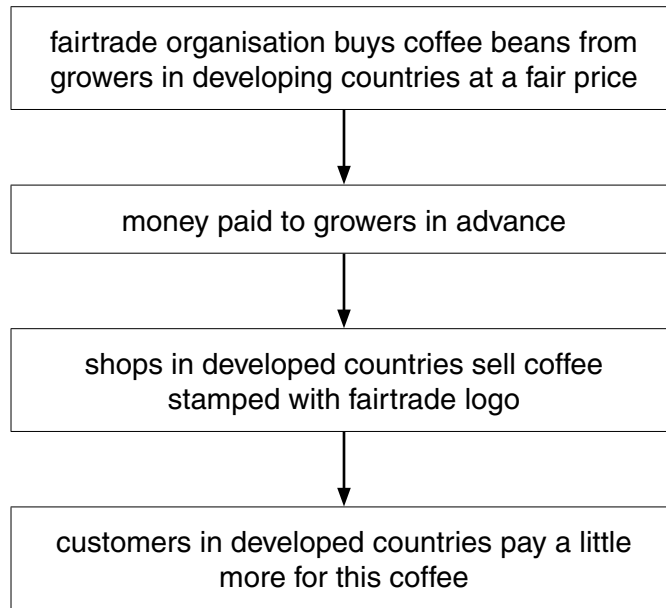 fairtrade organisation buys coffee beans from
growers in developing countries at a fair price
money paid to growers in advance
shops in developed countries sell coffee
stamped with fairtrade logo
customers in developed countries pay a little
more for this coffee